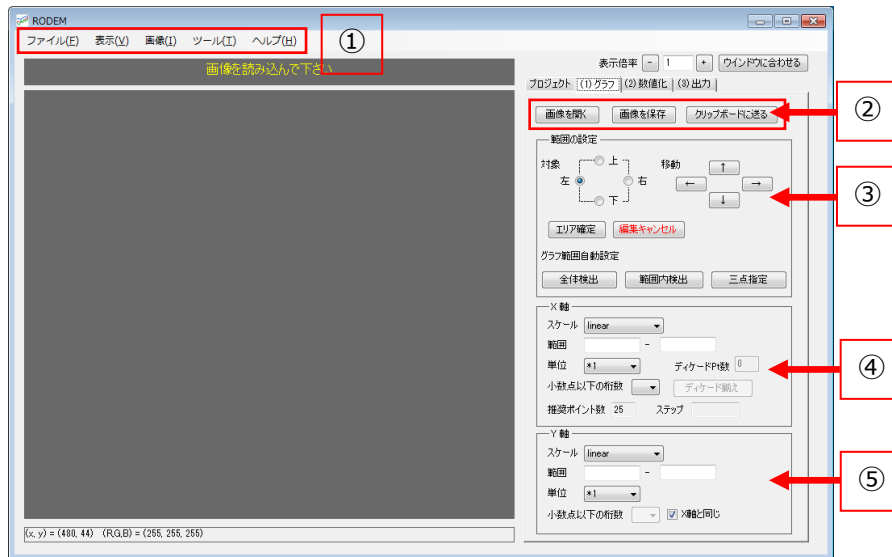 RODEM
ファイル(F) 表示(V) 画像(I) ツール(T) ヘルプ(H)
①
画像を読み込んで下さい
表示倍率 - 1 + ウインドウに合わせる
プロジェクト (1)グラフ (2)数値化 (3)出力
画像を開く 画像を保存 クリップボードに送る
②
範囲の設定
対象 上 移動 ↑
左 右 ← →
下 ↓
③
エリア確定 編集キャンセル
グラフ範囲自動設定
全体検出 範囲内検出 三点指定
X軸
スケール linear
範囲 -
単位 *1 ディケードPt数 0
④
小数点以下の桁数 ディケード揃え
推奨ポイント数 25 ステップ
Y軸
スケール linear
範囲 -
⑤
単位 *1
小数点以下の桁数 X軸と同じ
(x, y) = (480, 44) (R,G,B) = (255, 255, 255)